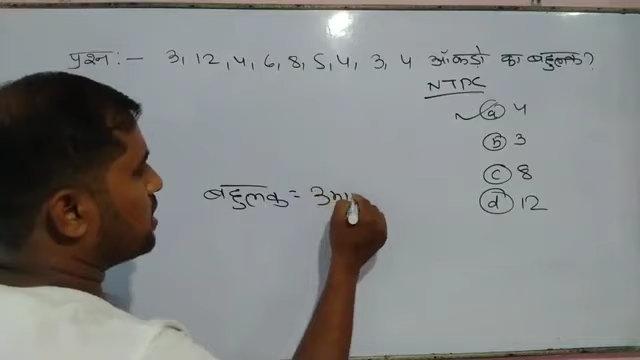 प्रश्न :- 3, 12, 4, 6, 8, 5, 4, 3, 4 आँकड़ो का बहुलक?
NTPC
(a) 4
(b) 3
(c) 8
(d) 12
बहुलक = 3